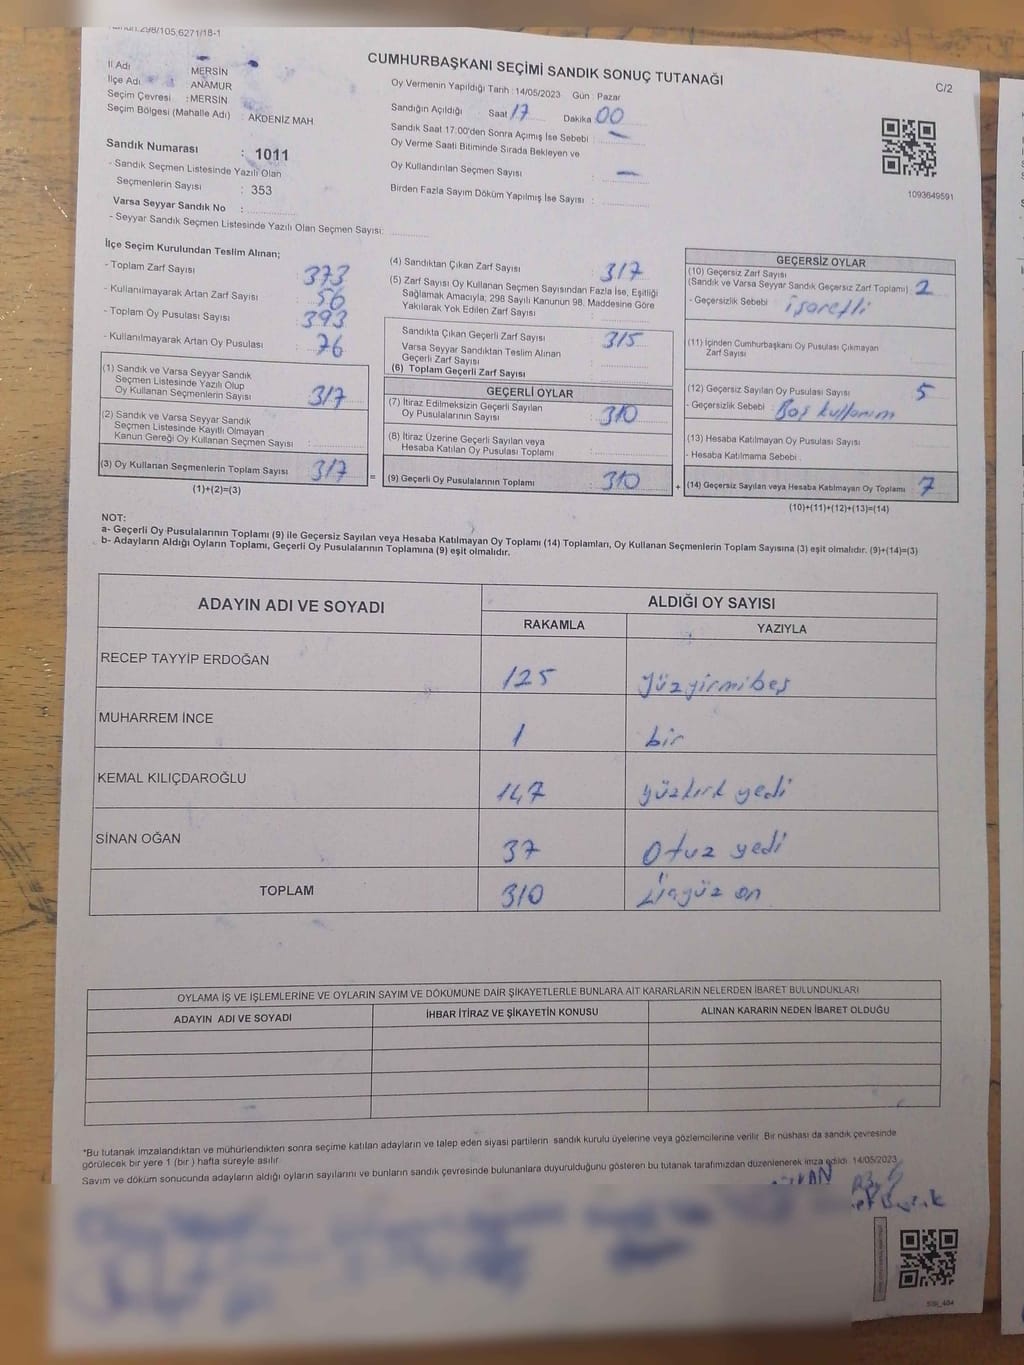 298/105,6271/18-1
CUMHURBAŞKANI SEÇİMİ SANDIK SONUÇ TUTANAĞI
C/2
İl Adı MERSİN
İlçe Adı ANAMUR
Seçim Çevresi : MERSİN
Seçim Bölgesi (Mahalle Adı) : AKDENİZ MAH.
Oy Vermenin Yapıldığı Tarih : 14/05/2023 Gün : Pazar
Sandığın Açıldığı Saat 17 Dakika 00
Sandık Saat 17.00'den Sonra Açımış İse Sebebi : —
Oy Verme Saati Bitiminde Sırada Bekleyen ve
Oy Kullandırılan Seçmen Sayısı : —
Birden Fazla Sayım Döküm Yapılmış İse Sayısı :
1093649591
Sandık Numarası : 1011
- Sandık Seçmen Listesinde Yazılı Olan
Seçmenlerin Sayısı : 353
Varsa Seyyar Sandık No :
- Seyyar Sandık Seçmen Listesinde Yazılı Olan Seçmen Sayısı:
İlçe Seçim Kurulundan Teslim Alınan;
- Toplam Zarf Sayısı 373
- Kullanılmayarak Artan Zarf Sayısı : 56
- Toplam Oy Pusulası Sayısı : 393
- Kullanılmayarak Artan Oy Pusulası 76
(1) Sandık ve Varsa Seyyar Sandık
Seçmen Listesinde Yazılı Olup
Oy Kullanan Seçmenlerin Sayısı : 317
(2) Sandık ve Varsa Seyyar Sandık
Seçmen Listesinde Kayıtlı Olmayan
Kanun Gereği Oy Kullanan Seçmen Sayısı :
(3) Oy Kullanan Seçmenlerin Toplam Sayısı : 317
(1)+(2)=(3)
=
(4) Sandıktan Çıkan Zarf Sayısı : 317
(5) Zarf Sayısı Oy Kullanan Seçmen Sayısından Fazla İse, Eşitliği
Sağlamak Amacıyla; 298 Sayılı Kanunun 98. Maddesine Göre
Yakılarak Yok Edilen Zarf Sayısı :
Sandıkta Çıkan Geçerli Zarf Sayısı 315
Varsa Seyyar Sandıktan Teslim Alınan
Geçerli Zarf Sayısı :
(6) Toplam Geçerli Zarf Sayısı
GEÇERLİ OYLAR
(7) İtiraz Edilmeksizin Geçerli Sayılan
Oy Pusulalarının Sayısı : 310
(8) İtiraz Üzerine Geçerli Sayılan veya
Hesaba Katılan Oy Pusulası Toplamı :
(9) Geçerli Oy Pusulalarının Toplamı : 310
+
GEÇERSİZ OYLAR
(10) Geçersiz Zarf Sayısı
(Sandık ve Varsa Seyyar Sandık Geçersiz Zarf Toplamı) : 2
- Geçersizlik Sebebi : işaretli
(11) İçinden Cumhurbaşkanı Oy Pusulası Çıkmayan
Zarf Sayısı
(12) Geçersiz Sayılan Oy Pusulası Sayısı : 5
- Geçersizlik Sebebi : Boş kullanım
(13) Hesaba Katılmayan Oy Pusulası Sayısı :
- Hesaba Katılmama Sebebi :
(14) Geçersiz Sayılan veya Hesaba Katılmayan Oy Toplamı : 7
(10)+(11)+(12)+(13)=(14)
NOT:
a- Geçerli Oy Pusulalarının Toplamı (9) ile Geçersiz Sayılan veya Hesaba Katılmayan Oy Toplamı (14) Toplamları, Oy Kullanan Seçmenlerin Toplam Sayısına (3) eşit olmalıdır. (9)+(14)=(3)
b- Adayların Aldığı Oyların Toplamı, Geçerli Oy Pusulalarının Toplamına (9) eşit olmalıdır.
ADAYIN ADI VE SOYADI
ALDIĞI OY SAYISI
RAKAMLA YAZIYLA
RECEP TAYYİP ERDOĞAN 125 yüzyirmibeş
MUHARREM İNCE 1 bir
KEMAL KILIÇDAROĞLU 147 yüzkırk yedi
SİNAN OĞAN 37 Otuz yedi
TOPLAM 310 üçyüz on
OYLAMA İŞ VE İŞLEMLERİNE VE OYLARIN SAYIM VE DÖKÜMÜNE DAİR ŞİKAYETLERLE BUNLARA AİT KARARLARIN NELERDEN İBARET BULUNDUKLARI
ADAYIN ADI VE SOYADI İHBAR İTİRAZ VE ŞİKAYETİN KONUSU ALINAN KARARIN NEDEN İBARET OLDUĞU
*Bu tutanak imzalandıktan ve mühürlendikten sonra seçime katılan adayların ve talep eden siyasi partilerin sandık kurulu üyelerine veya gözlemcilerine verilir. Bir nüshası da sandık çevresinde
görülecek bir yere 1 (bir) hafta süreyle asılır.
Sayım ve döküm sonucunda adayların aldığı oyların sayılarını ve bunların sandık çevresinde bulunanlara duyurulduğunu gösteren bu tutanak tarafımızdan düzenlenerek imza edildi. 14/05/2023